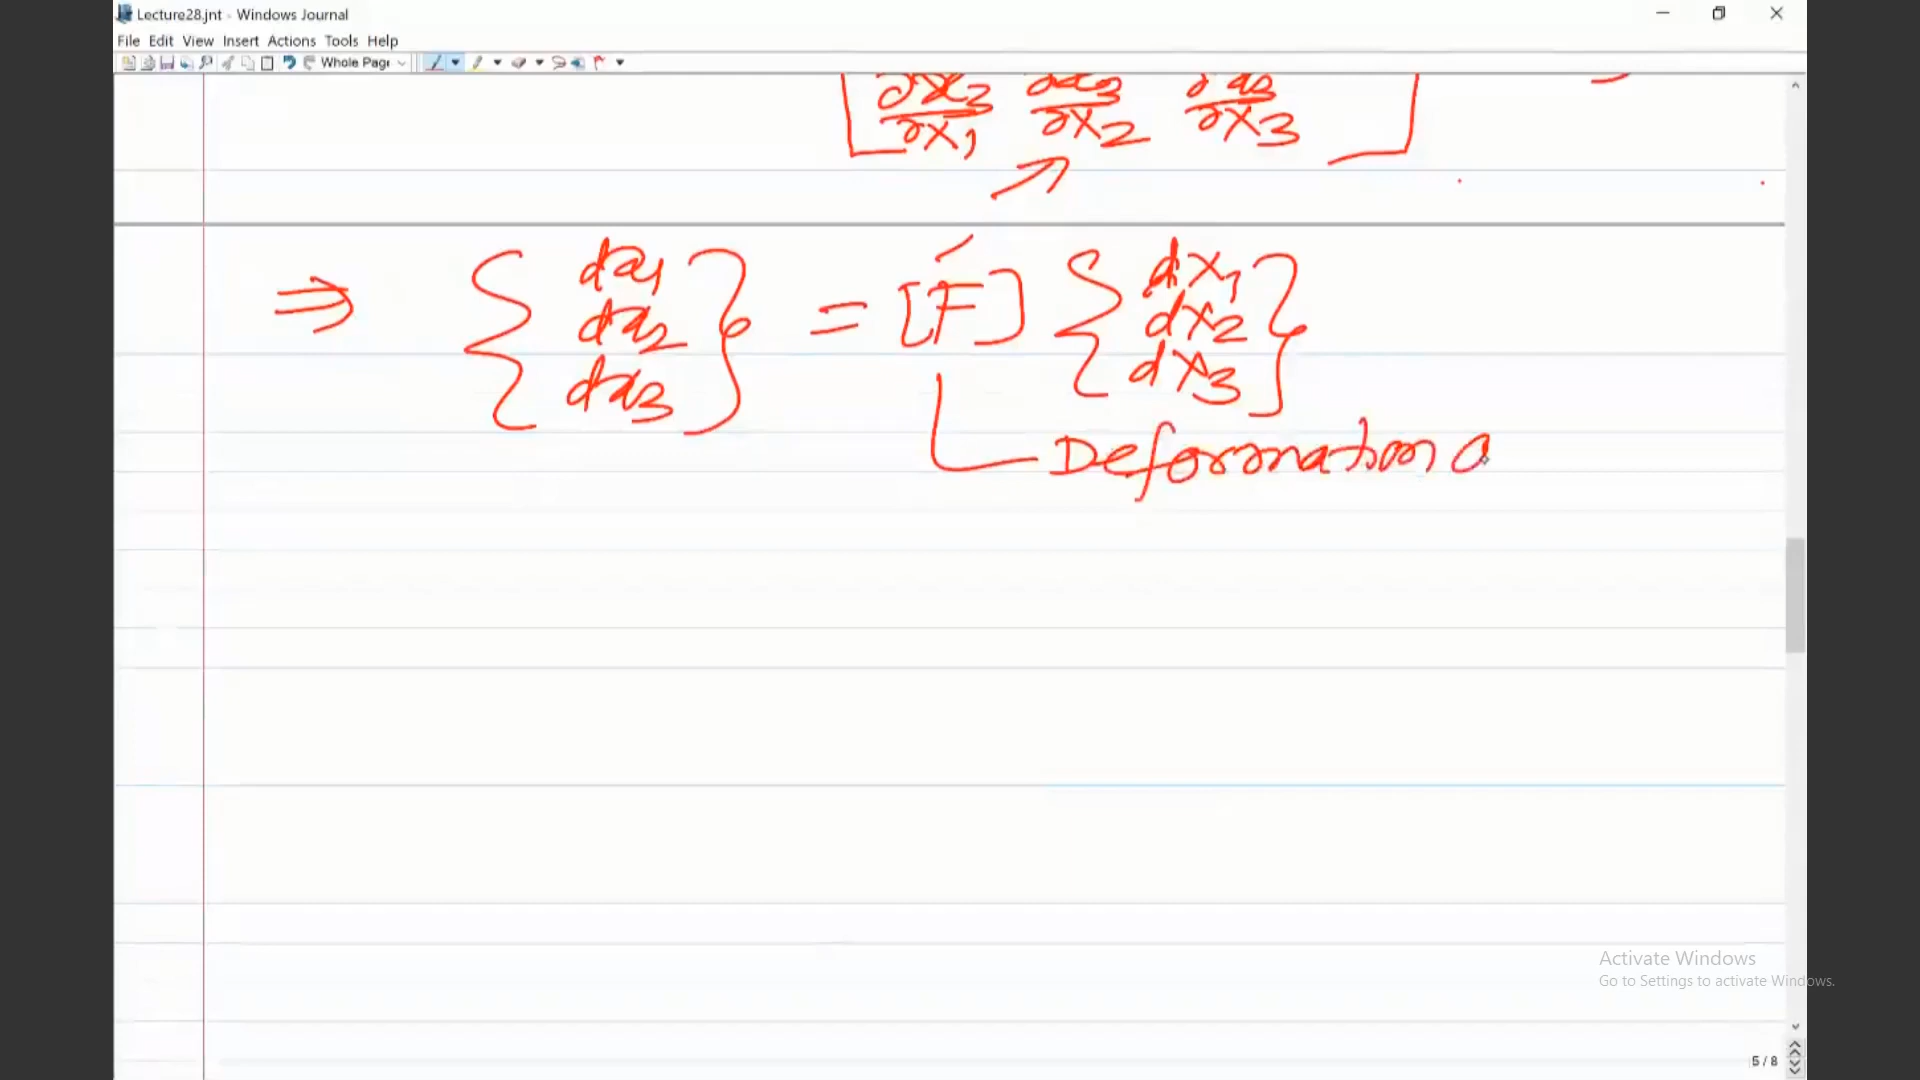 Lecture28.jnt - Windows Journal
File Edit View Insert Actions Tools Help
Whole Page
∂x3/∂X1 ∂x3/∂X2 ∂x3/∂X3
⇒ { dx1 dx2 dx3 } = [F] { dX1 dX2 dX3 }
Deformation
Activate Windows
Go to Settings to activate Windows.
5 / 8